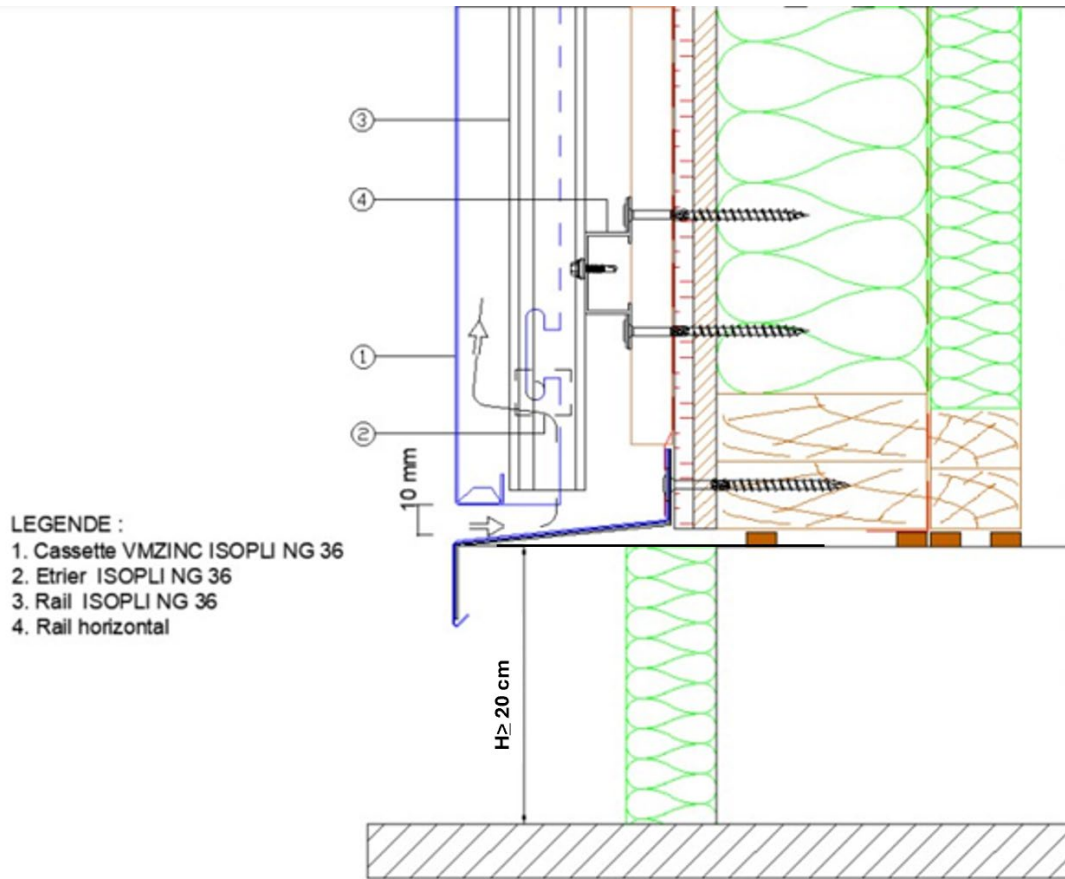 3
4
1
2
10 mm
LEGENDE :
1. Cassette VMZINC ISOPLI NG 36
2. Etrier ISOPLI NG 36
3. Rail ISOPLI NG 36
4. Rail horizontal
H≥ 20 cm